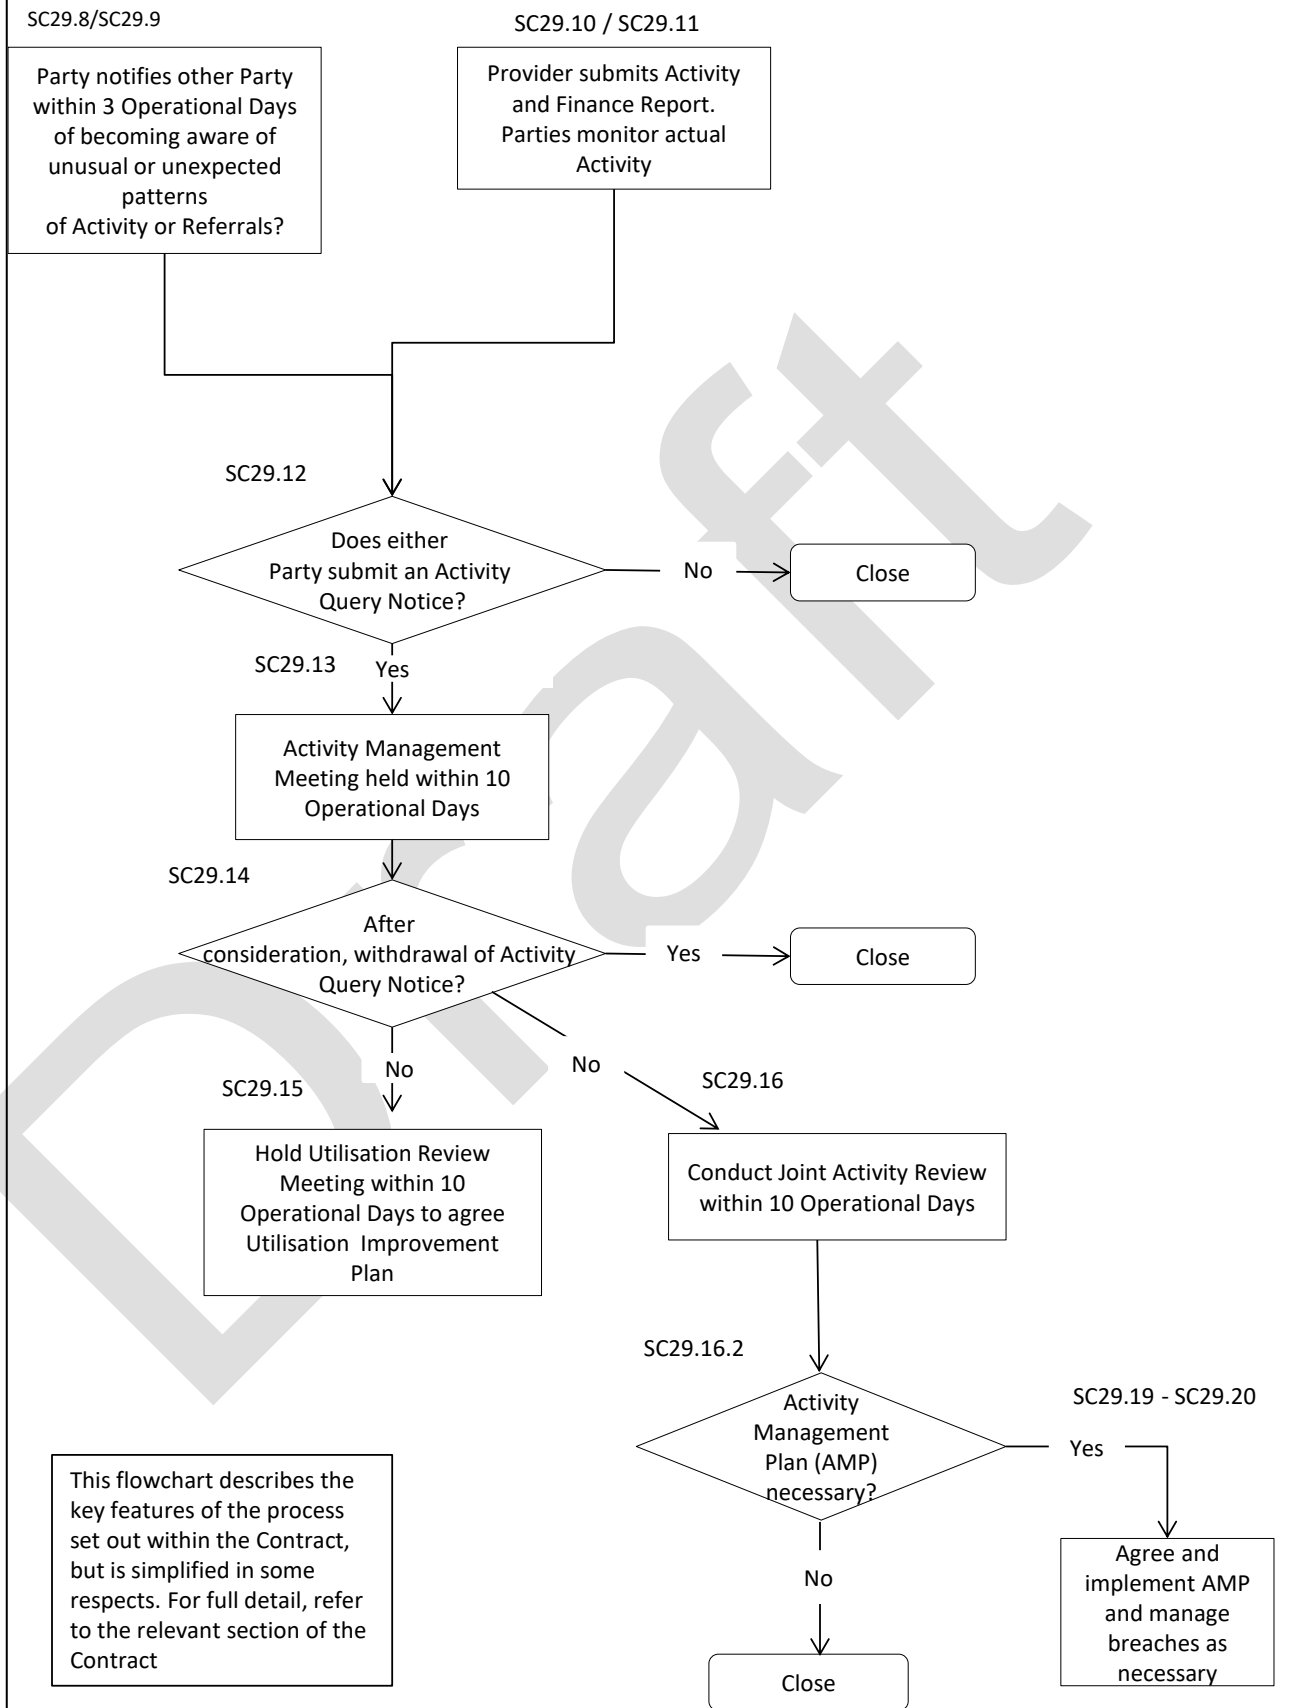 SC29.8/SC29.9
SC29.10 / SC29.11
Party notifies other Party
within 3 Operational Days
of becoming aware of
unusual or unexpected
patterns
of Activity or Referrals?
Provider submits Activity
and Finance Report.
Parties monitor actual
Activity
SC29.12
Does either
Party submit an Activity
Query Notice?
No
Close
SC29.13
Yes
Activity Management
Meeting held within 10
Operational Days
SC29.14
After
consideration, withdrawal of Activity
Query Notice?
Yes
Close
No
No
SC29.15
SC29.16
Hold Utilisation Review
Meeting within 10
Operational Days to agree
Utilisation  Improvement
Plan
Conduct Joint Activity Review
within 10 Operational Days
SC29.16.2
SC29.19 - SC29.20
Activity
Management
Plan (AMP)
necessary?
Yes
No
Close
Agree and
implement AMP
and manage
breaches as
necessary
This flowchart describes the
key features of the process
set out within the Contract,
but is simplified in some
respects. For full detail, refer
to the relevant section of the
Contract
Draft